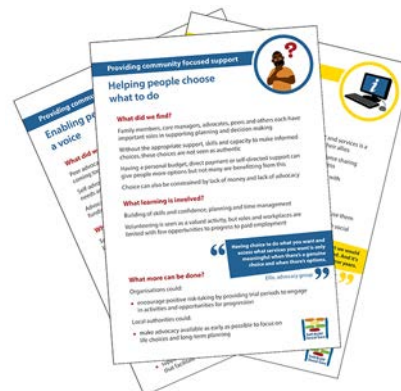 Providing community focused support
Helping people choose
what to do
What did we find?
Family members, care managers, advocates, peers and others each have
important roles in supporting planning and decision-making
Without the appropriate support, skills and capacity to make informed
choices, these choices are not seen as authentic
Having a personal budget, direct payment or self-directed support can
give people more options but not many are benefitting from this
Choice can also be constrained by lack of money and lack of advocacy
What learning is involved?
Building of skills and confidence, planning and time management
Volunteering is seen as a valued activity, but roles and workplaces are
limited with few opportunities to progress to paid employment
Having choice to do what you want and
access what services you want is only
meaningful when there's a genuine
choice and when there's options.
What more can be done?
Organisations could:
• encourage positive risk-taking by providing trial periods to engage
in activities and opportunities for progression
Local authorities could:
• make advocacy available as early as possible to focus on
life choices and long-term planning
Providing community
Enabling pe
a voice
What did w
and services is a